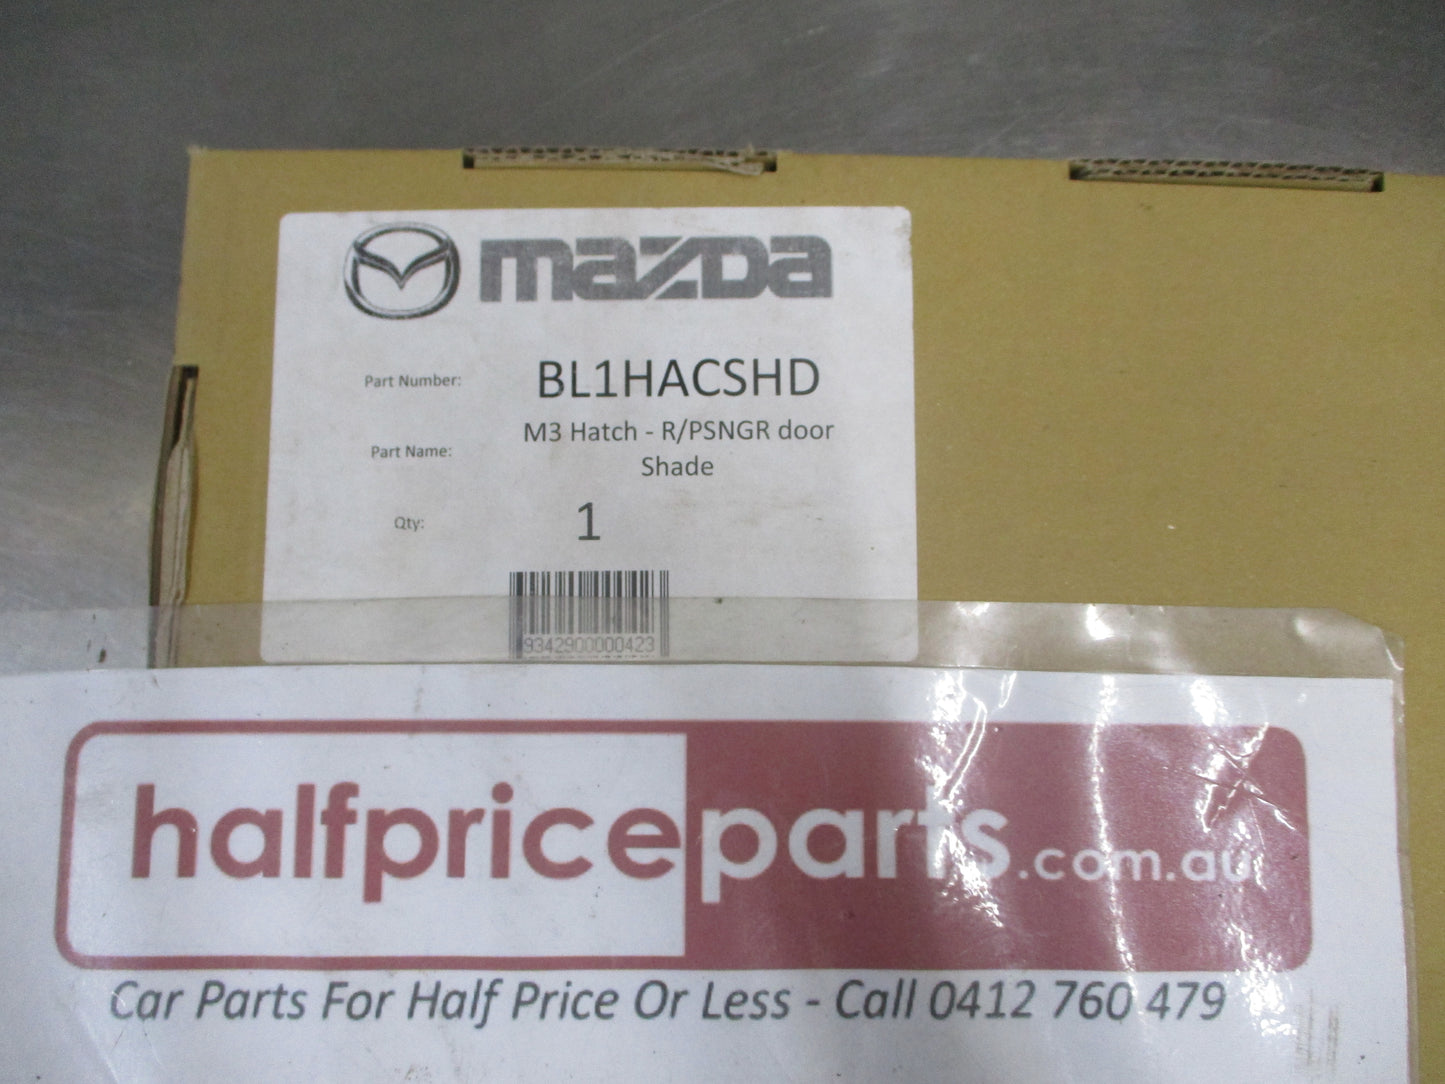 mazda
Part Number: BL1HACSHD
Part Name: M3 Hatch - R/PSNGR door
Shade
Qty: 1
9342900000423
halfpriceparts.com.au
Car Parts For Half Price Or Less - Call 0412 760 479